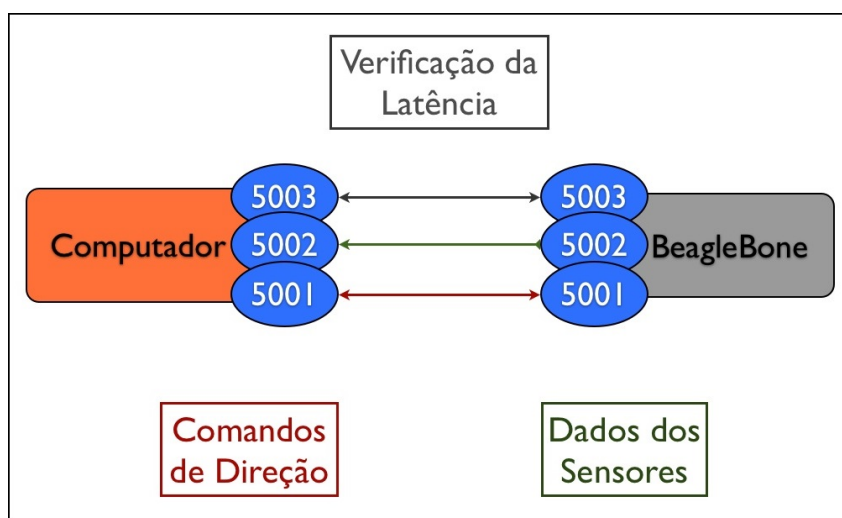 Verificação da
Latência
5003
5003
Computador
5002
5002
BeagleBone
5001
5001
Comandos
de Direção
Dados dos
Sensores